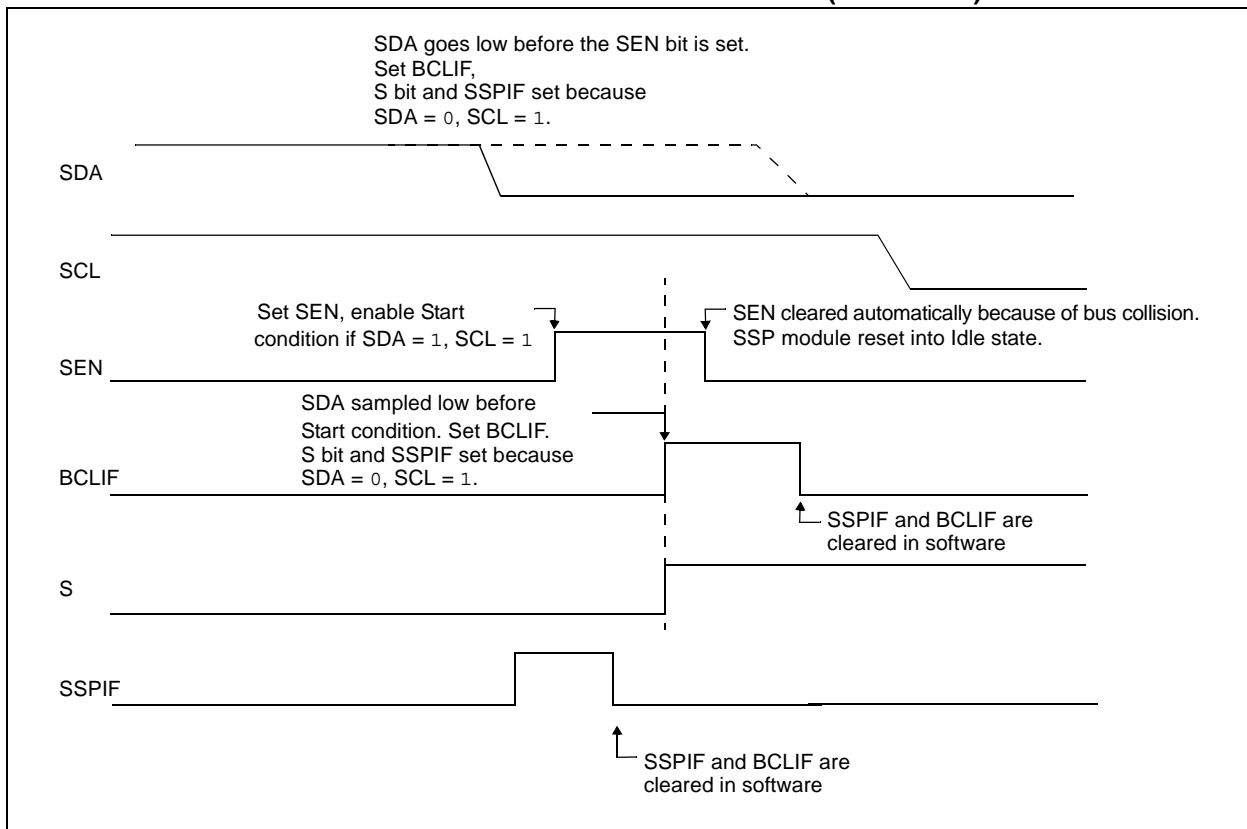 SDA goes low before the SEN bit is set.
Set BCLIF,
S bit and SSPIF set because
SDA = 0, SCL = 1.
SDA
SCL
Set SEN, enable Start
condition if SDA = 1, SCL = 1
SEN cleared automatically because of bus collision.
SSP module reset into Idle state.
SEN
SDA sampled low before
Start condition. Set BCLIF.
S bit and SSPIF set because
SDA = 0, SCL = 1.
BCLIF
SSPIF and BCLIF are
cleared in software
S
SSPIF
SSPIF and BCLIF are
cleared in software